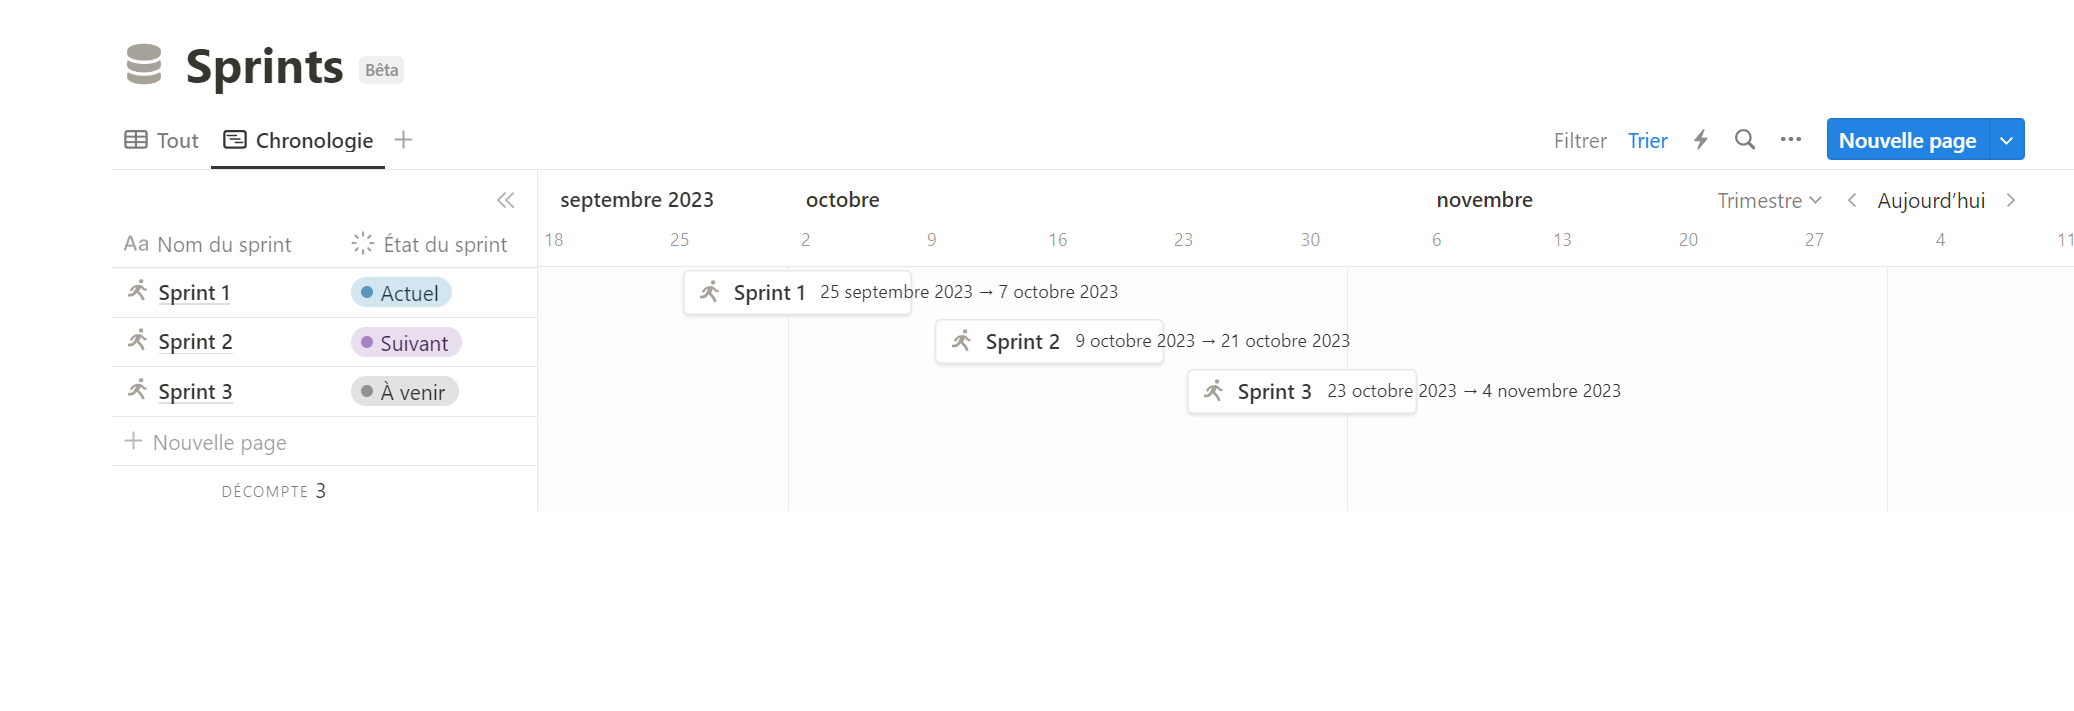 Sprints Bêta
Tout Chronologie
Filtrer Trier Nouvelle page
septembre 2023 octobre novembre Trimestre Aujourd’hui
Aa Nom du sprint État du sprint 18 25 2 9 16 23 30 6 13 20 27 4 11
Sprint 1 Actuel Sprint 1 25 septembre 2023 → 7 octobre 2023
Sprint 2 Suivant Sprint 2 9 octobre 2023 → 21 octobre 2023
Sprint 3 À venir Sprint 3 23 octobre 2023 → 4 novembre 2023
Nouvelle page
DÉCOMPTE 3